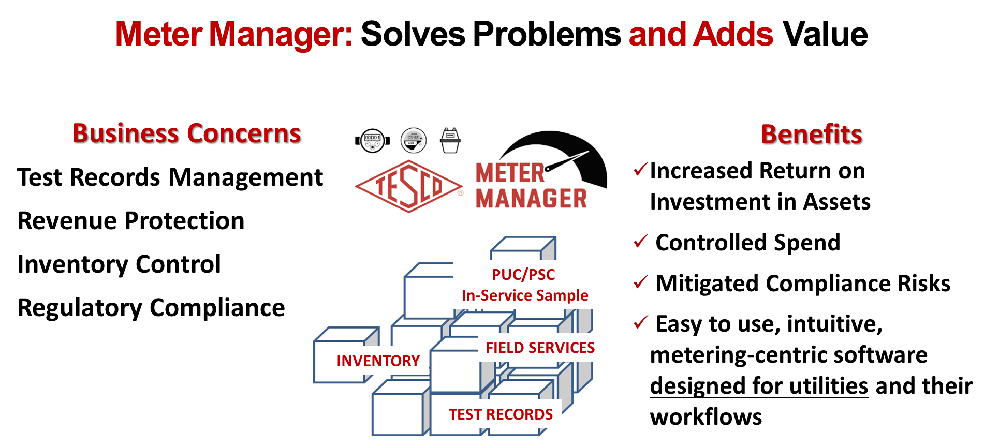 Meter Manager: Solves Problems and Adds Value
Business Concerns
Test Records Management
Revenue Protection
Inventory Control
Regulatory Compliance
00001
TESCO
®
METER
MANAGER
PUC/PSC
In-Service Sample
FIELD SERVICES
INVENTORY
TEST RECORDS
Benefits
✓Increased Return on
Investment in Assets
✓ Controlled Spend
✓ Mitigated Compliance Risks
✓ Easy to use, intuitive,
metering-centric software
designed for utilities and their
workflows